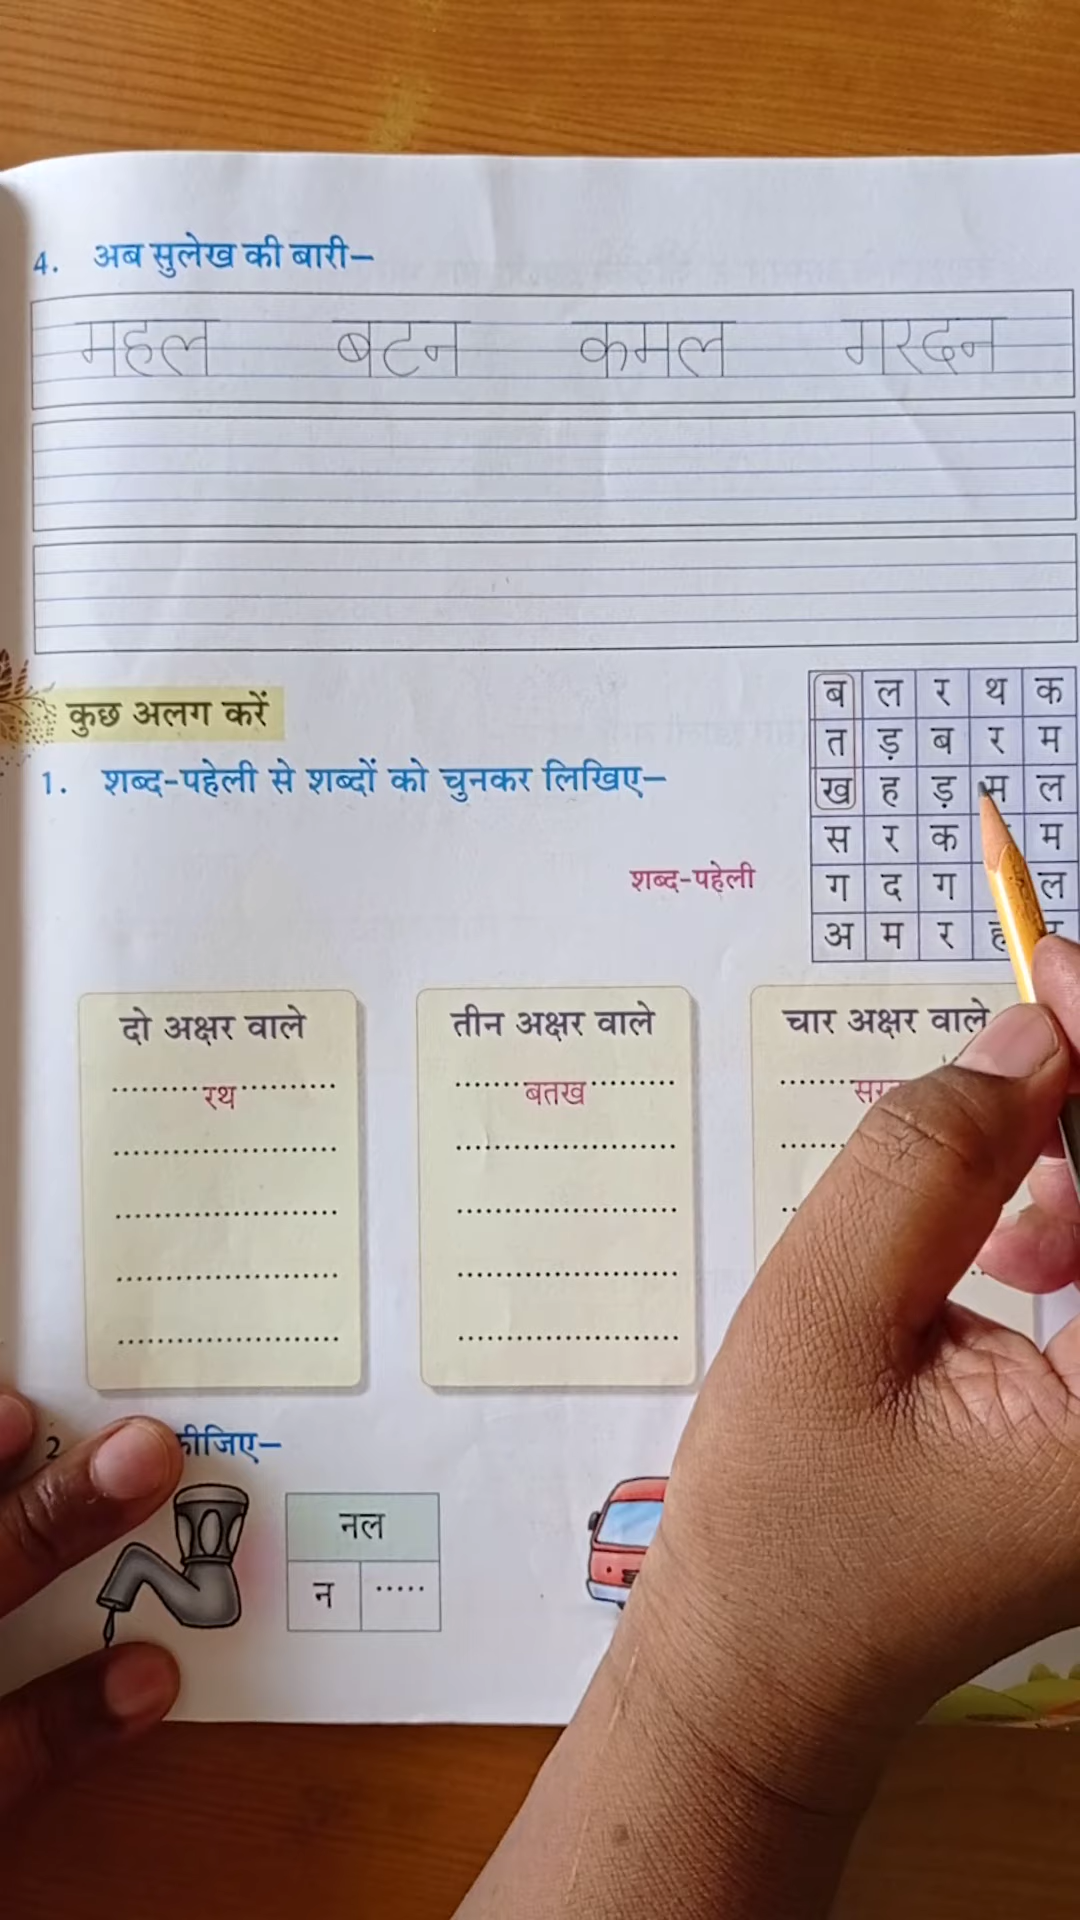 4. अब सुलेख की बारी–
महल बटन कमल गरदन
कुछ अलग करें
1. शब्द-पहेली से शब्दों को चुनकर लिखिए–
शब्द-पहेली
ब ल र थ क
त ड़ ब र म
ख ह ड़ म ल
स र क म
ग द ग ल
अ म र ह
दो अक्षर वाले
रथ
तीन अक्षर वाले
बतख
चार अक्षर वाले
2
नल
न .....